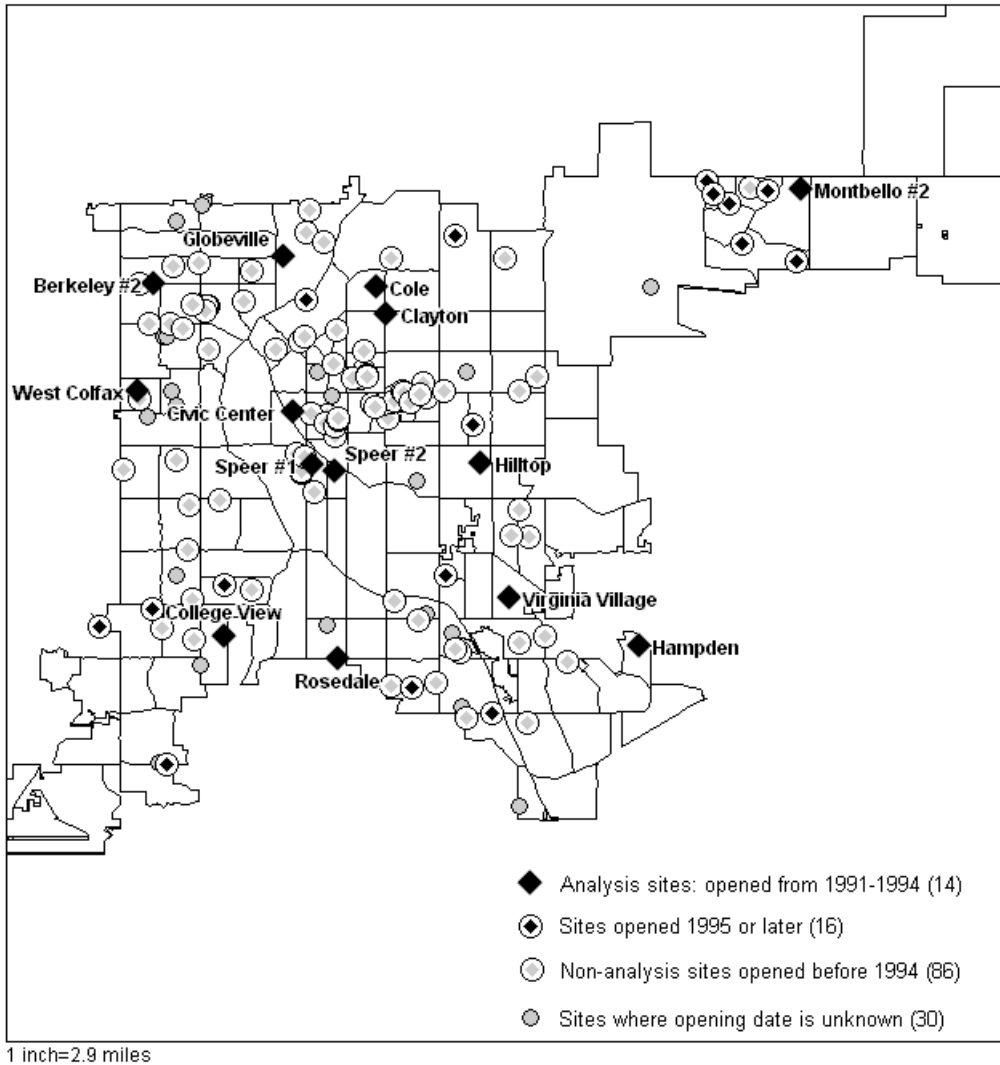 Montbello #2
Globeville
Berkeley #2
Cole
Clayton
West Colfax
Civic Center
Speer #2
Speer #1
Hilltop
Virginia Village
College View
Hampden
Rosedale
Analysis sites: opened from 1991-1994 (14)
Sites opened 1995 or later (16)
Non-analysis sites opened before 1994 (86)
Sites where opening date is unknown (30)
1 inch=2.9 miles